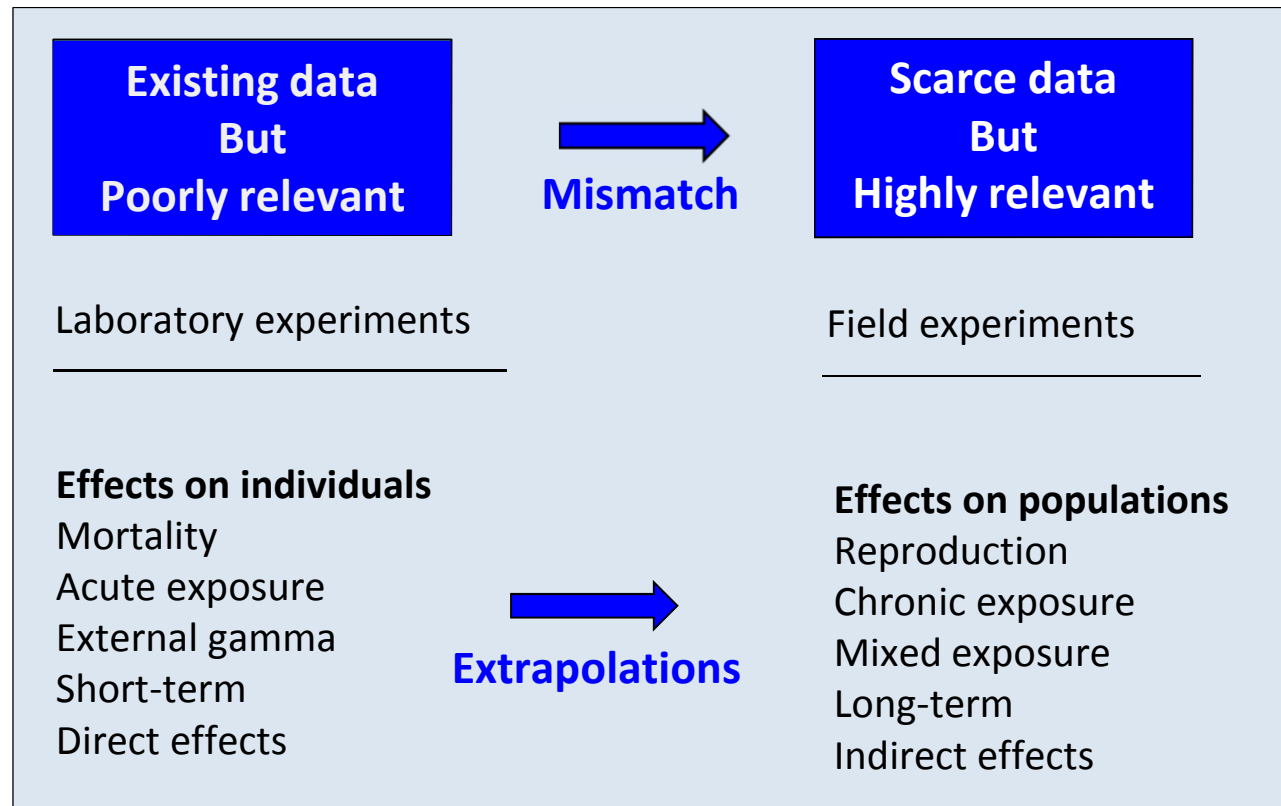 Existing data
But
Poorly relevant
Mismatch
Scarce data
But
Highly relevant
Laboratory experiments
Field experiments
Effects on individuals
Mortality
Acute exposure
External gamma
Short-term
Direct effects
Extrapolations
Effects on populations
Reproduction
Chronic exposure
Mixed exposure
Long-term
Indirect effects